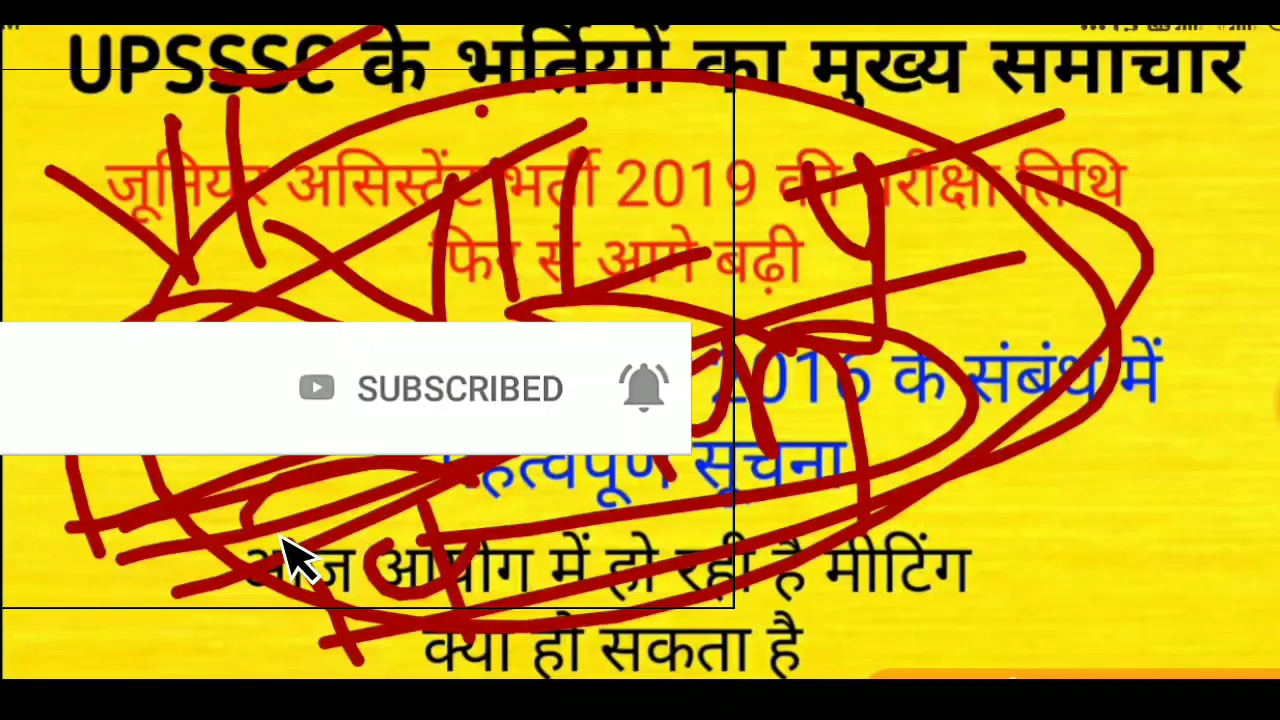 UPSSSC के भर्तियों का मुख्य समाचार
जूनियर असिस्टेंट भर्ती 2019 की परीक्षा तिथि
फिर से आगे बढ़ी
2016 के संबंध में
SUBSCRIBED
महत्वपूर्ण सूचना
आज आयोग में हो रही है मीटिंग
क्या हो सकता है